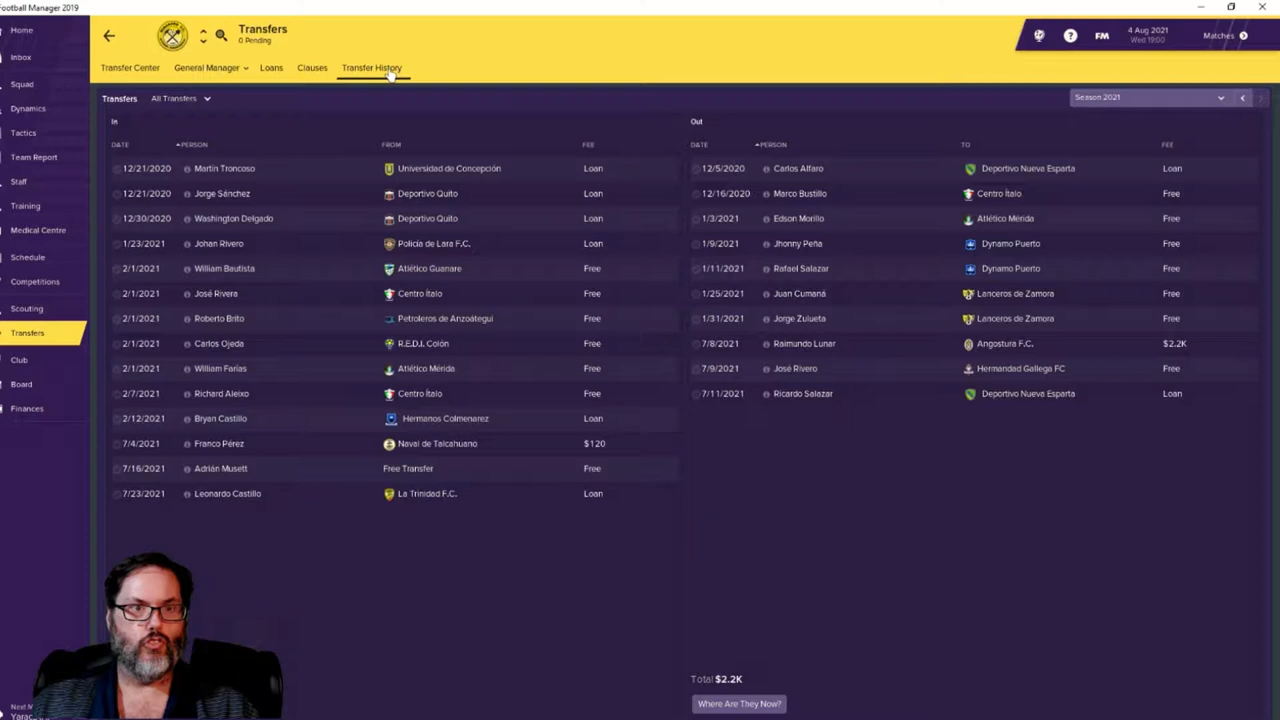 Football Manager 2019
Home
Inbox
Squad
Dynamics
Tactics
Team Report
Staff
Training
Medical Centre
Schedule
Competitions
Scouting
Transfers
Club
Board
Finances
Next M
Transfers
0 Pending
4 Aug 2021
Wed 19:00
FM
Matches
Transfer Center General Manager Loans Clauses Transfer History
Transfers All Transfers
Season 2021
In
DATE PERSON FROM FEE
12/21/2020 Martín Troncoso Universidad de Concepción Loan
12/21/2020 Jorge Sánchez Deportivo Quito Loan
12/30/2020 Washington Delgado Deportivo Quito Loan
1/23/2021 Johan Rivero Policía de Lara F.C. Loan
2/1/2021 William Bautista Atlético Guanare Free
2/1/2021 José Rivera Centro Ítalo Free
2/1/2021 Roberto Brito Petroleros de Anzoátegui Free
2/1/2021 Carlos Ojeda R.E.D.I. Colón Free
2/1/2021 William Farías Atlético Mérida Free
2/7/2021 Richard Aleixo Centro Ítalo Free
2/12/2021 Bryan Castillo Hermanos Colmenarez Loan
7/4/2021 Franco Pérez Naval de Talcahuano $120
7/16/2021 Adrián Musett Free Transfer Free
7/23/2021 Leonardo Castillo La Trinidad F.C. Loan
Out
DATE PERSON TO FEE
12/5/2020 Carlos Alfaro Deportivo Nueva Esparta Loan
12/16/2020 Marco Bustillo Centro Ítalo Free
1/3/2021 Edson Morillo Atlético Mérida Free
1/9/2021 Jhonny Peña Dynamo Puerto Free
1/11/2021 Rafael Salazar Dynamo Puerto Free
1/25/2021 Juan Cumaná Lanceros de Zamora Free
1/31/2021 Jorge Zulueta Lanceros de Zamora Free
7/8/2021 Raimundo Lunar Angostura F.C. $2.2K
7/9/2021 José Rivero Hermandad Gallega FC Free
7/11/2021 Ricardo Salazar Deportivo Nueva Esparta Loan
Total $2.2K
Where Are They Now?